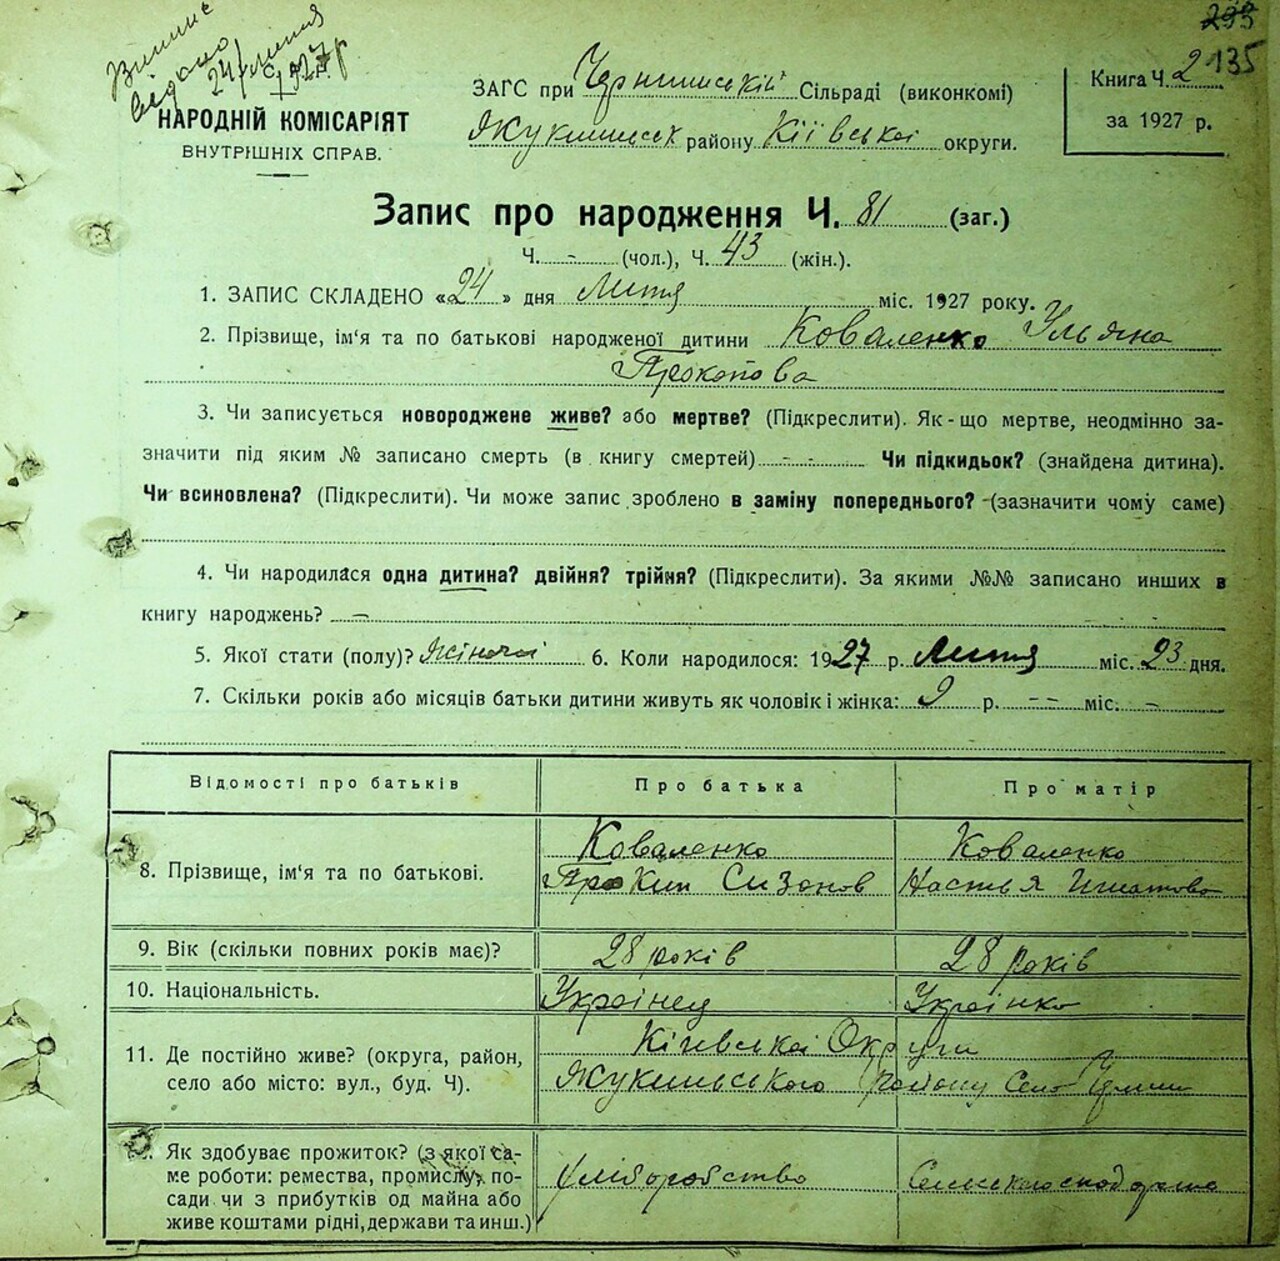 295
135
24/ липня
1927 р
НАРОДНІЙ КОМІСАРІЯТ
ВНУТРІШНІХ СПРАВ.
ЗАГС при Сільраді (виконкомі)
району Київської округи.
Книга Ч. 2
за 1927 р.
Запис про народження Ч. 81 (заг.)
Ч. - (чол.), Ч. 43 (жін.).
1. ЗАПИС СКЛАДЕНО «24» дня Липня міс. 1927 року.
2. Прізвище, ім'я та по батькові народженої дитини Коваленко Ульяна
Прокопова
3. Чи записується новороджене живе? або мертве? (Підкреслити). Як-що мертве, неодмінно за-
значити під яким № записано смерть (в книгу смертей) - - Чи підкидьок? (знайдена дитина).
Чи всиновлена? (Підкреслити). Чи може запис зроблено в заміну попереднього? (зазначити чому саме)
4. Чи народилася одна дитина? двійня? трійня? (Підкреслити). За якими №№ записано инших в
книгу народжень? —
5. Якої стати (полу)? Жіночої 6. Коли народилося: 1927 р. Липня міс. 23 дня.
7. Скільки років або місяців батьки дитини живуть як чоловік і жінка: 9 р. -- міс. -
Відомості про батьків Про батька Про матір
8. Прізвище, ім'я та по батькові.
Коваленко Коваленко
Прокип Сизонов Настья Игнатова
9. Вік (скільки повних років має)? 28 років 28 років
10. Національність. Українец Українка
11. Де постійно живе? (округа, район,
село або місто: вул., буд. Ч).
Київської Округи
району Село
Як здобуває прожиток? (з якої са-
ме роботи: ремества, промислу, по-
сади чи з прибутків од майна або
живе коштами рідні, держави та инш.)
Хліборобство